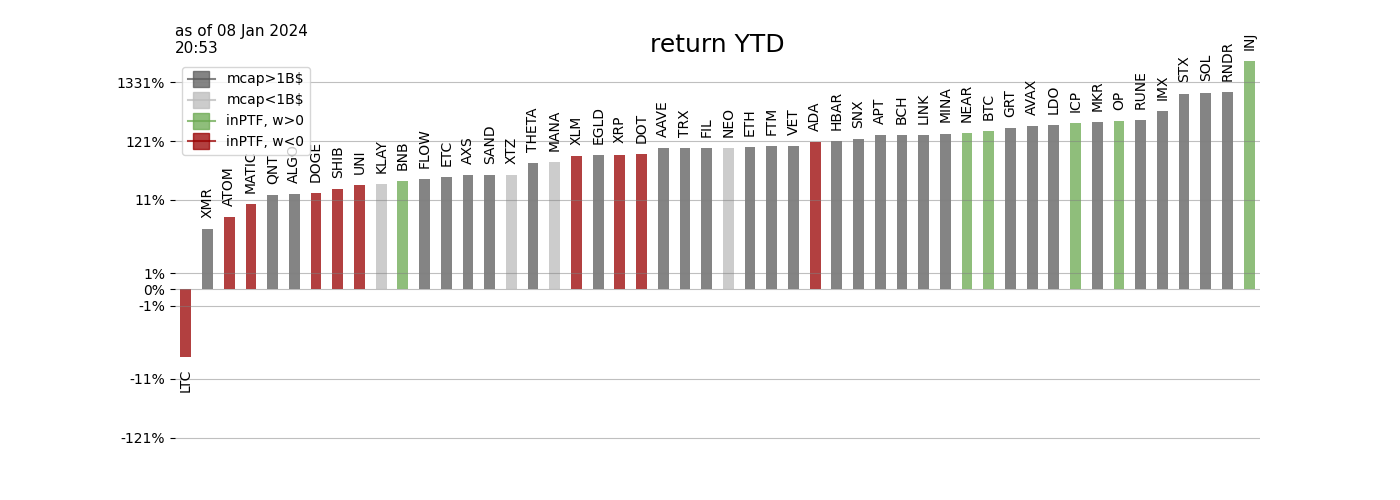 as of 08 Jan 2024
20:53
return YTD
mcap>1B$
mcap<1B$
inPTF, w>0
inPTF, w<0
1331%
121%
11%
1%
0%
-1%
-11%
-121%
LTC
XMR
ATOM
MATIC
QNT
ALGO
DOGE
SHIB
UNI
KLAY
BNB
FLOW
ETC
AXS
SAND
XTZ
THETA
MANA
XLM
EGLD
XRP
DOT
AAVE
TRX
FIL
NEO
ETH
FTM
VET
ADA
HBAR
SNX
APT
BCH
LINK
MINA
NEAR
BTC
GRT
AVAX
LDO
ICP
MKR
OP
RUNE
IMX
STX
SOL
RNDR
INJ